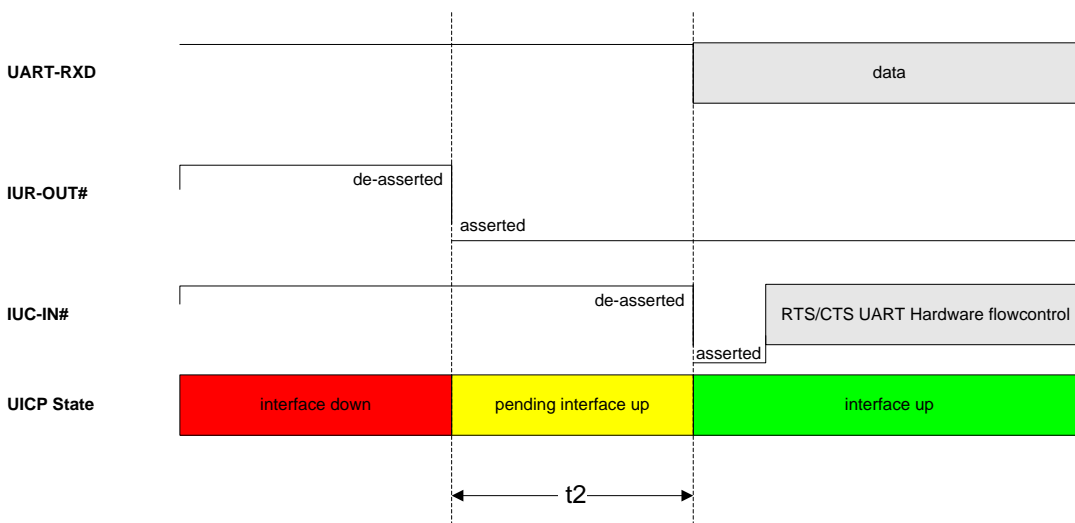 UART-RXD
data
IUR-OUT#
de-asserted
asserted
IUC-IN#
de-asserted
asserted
RTS/CTS UART Hardware flowcontrol
UICP State
interface down
pending interface up
interface up
t2